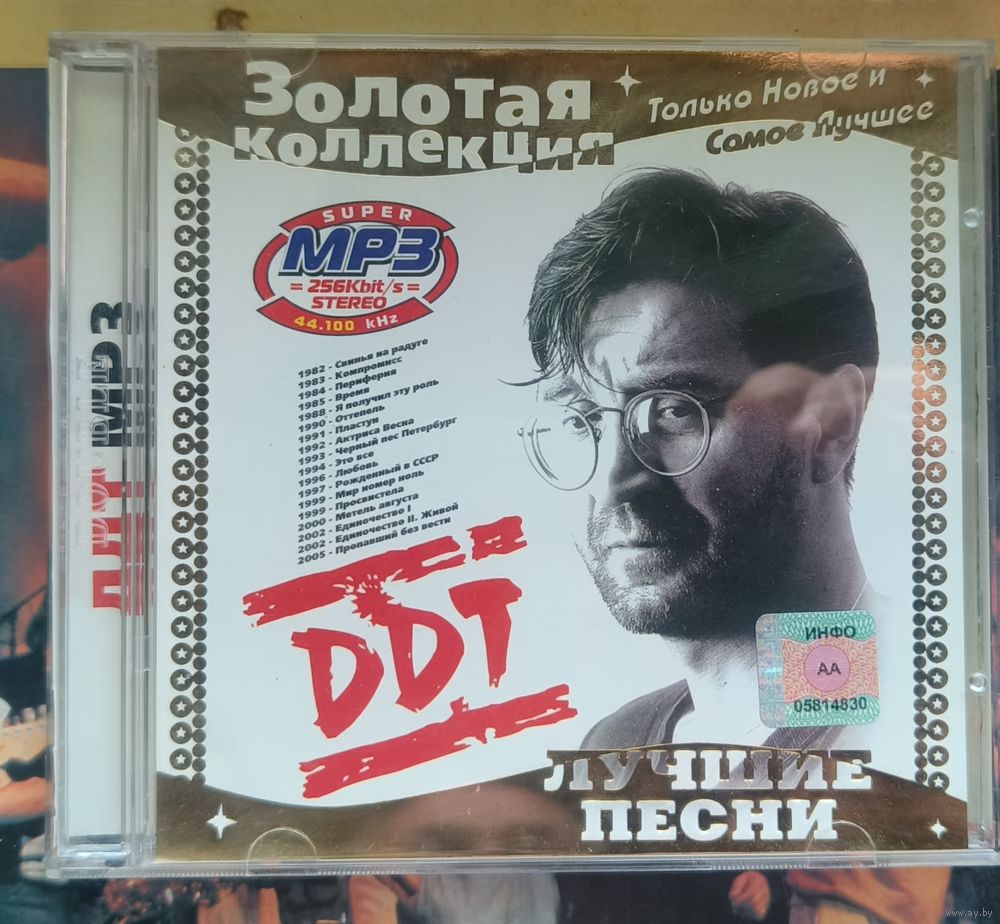 Золотая
коллекция
Только Новое и
Самое Лучшее
SUPER
MP3
= 256Kbit/s =
STEREO
44.100 kHz
1982 - Свинья на радуге
1983 - Компромисс
1984 - Периферия
1985 - Время
1988 - Я получил эту роль
1990 - Оттепель
1991 - Пластун
1992 - Актриса Весна
1993 - Черный пес Петербург
1994 - Это все
1996 - Любовь
1997 - Рожденный в СССР
1999 - Мир номер ноль
1999 - Просвистела
2000 - Метель августа
2002 - Единочество I
2002 - Единочество II. Живой
2005 - Пропавший без вести
DDT
ИНФО
АА
05814830
ЛУЧШИЕ
ПЕСНИ
ДДТ MP3
www.ay.by